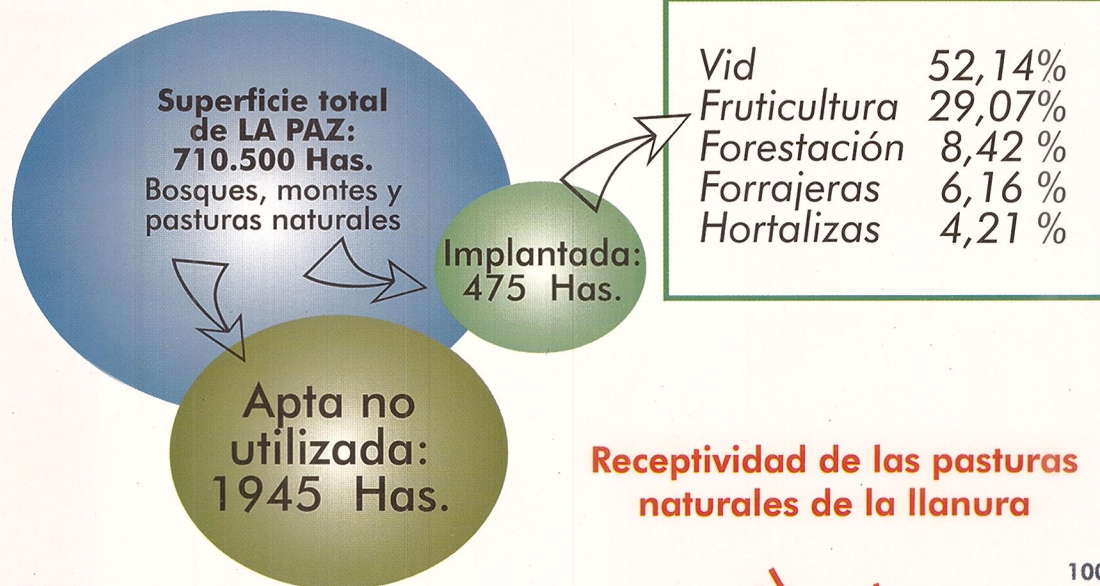 Superficie total
de LA PAZ:
710.500 Has.
Bosques, montes y
pasturas naturales
Implantada:
475 Has.
Apta no
utilizada:
1945 Has.
Vid 52,14%
Fruticultura 29,07%
Forestación 8,42 %
Forrajeras 6,16 %
Hortalizas 4,21 %
Receptividad de las pasturas
naturales de la llanura
100